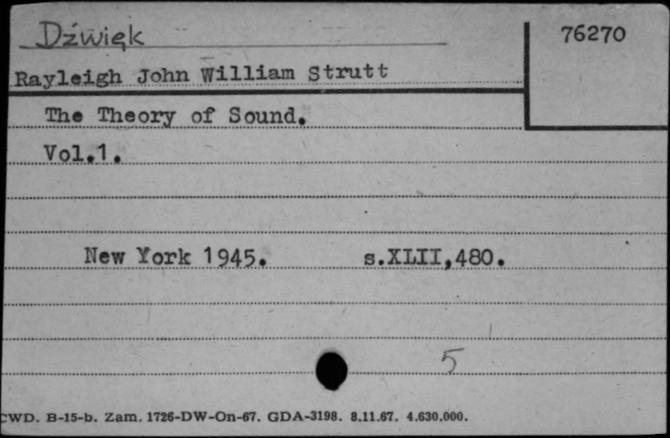 Dźwięk
76270
Rayleigh John William Strutt
The Theory of Sound.
Vol.1.
New York 1945. s.XLII,480.
5
CWD. B-15-b. Zam. 1726-DW-On-67. GDA-3198. 8.11.67. 4.630.000.